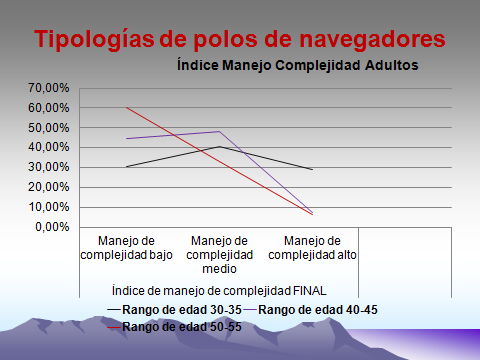 Tipologías de polos de navegadores
Índice Manejo Complejidad Adultos
70,00%
60,00%
50,00%
40,00%
30,00%
20,00%
10,00%
0,00%
Manejo de complejidad bajo
Manejo de complejidad medio
Manejo de complejidad alto
Índice de manejo de complejidad FINAL
Rango de edad 30-35
Rango de edad 40-45
Rango de edad 50-55